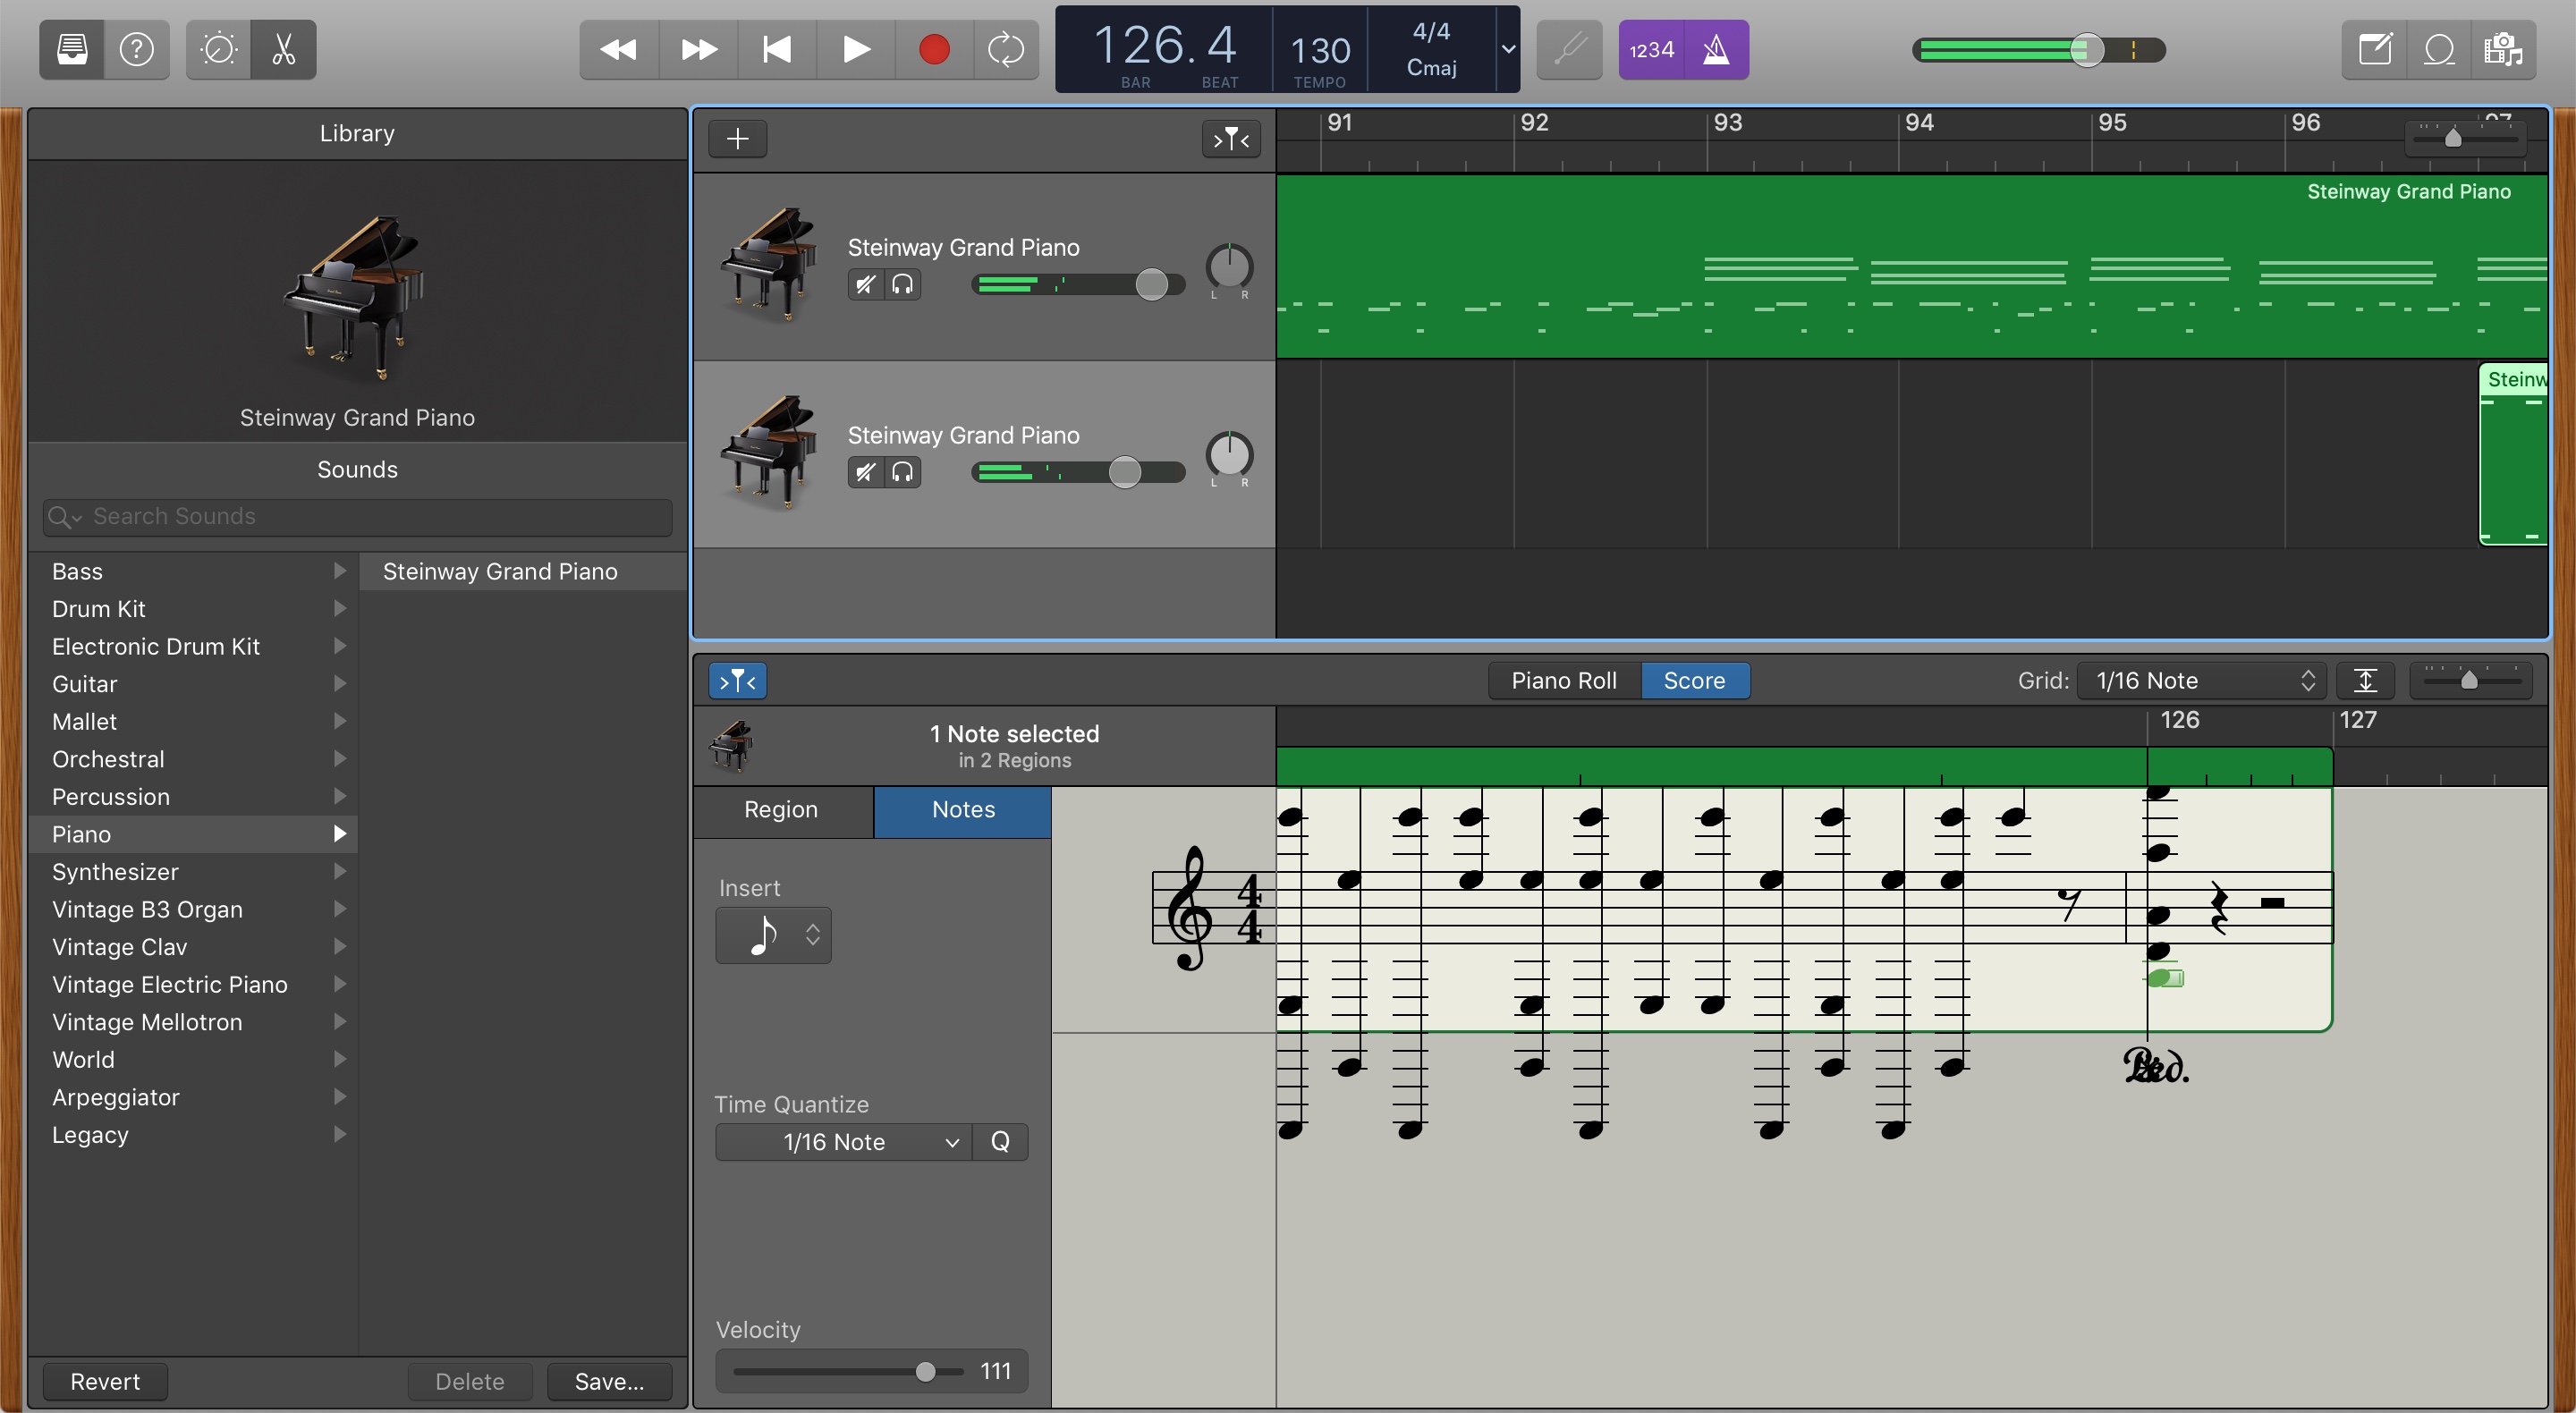 126.4
BAR BEAT
130
TEMPO
4/4
Cmaj
1234
Library
Steinway Grand Piano
Sounds
Search Sounds
Bass
Drum Kit
Electronic Drum Kit
Guitar
Mallet
Orchestral
Percussion
Piano
Synthesizer
Vintage B3 Organ
Vintage Clav
Vintage Electric Piano
Vintage Mellotron
World
Arpeggiator
Legacy
Steinway Grand Piano
Revert
Delete
Save...
91 92 93 94 95 96 97
Steinway Grand Piano
L R
Steinway Grand Piano
L R
Steinway Grand Piano
Steinw
Piano Roll
Score
Grid:
1/16 Note
1 Note selected
in 2 Regions
126 127
Region
Notes
Insert
Time Quantize
1/16 Note
Q
Velocity
111
4
4